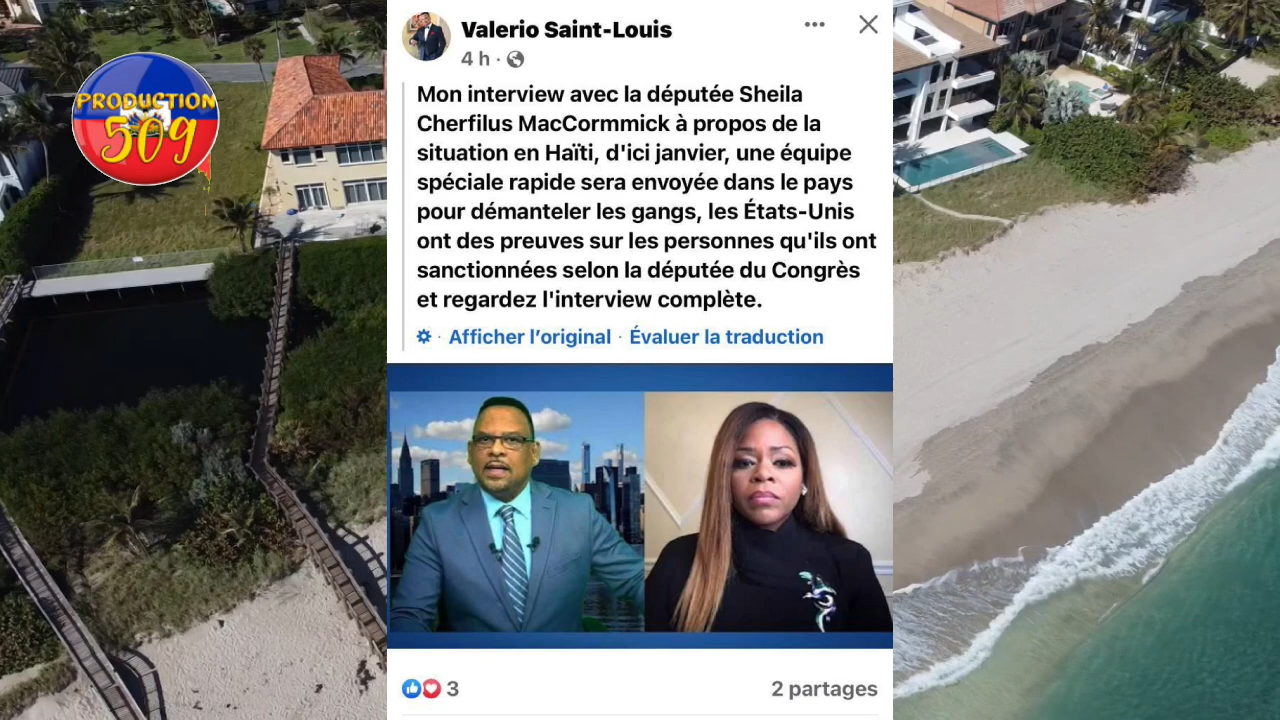 PRODUCTION
509
Valerio Saint-Louis
4 h ·
Mon interview avec la députée Sheila
Cherfilus MacCormmick à propos de la
situation en Haïti, d'ici janvier, une équipe
spéciale rapide sera envoyée dans le pays
pour démanteler les gangs, les États-Unis
ont des preuves sur les personnes qu'ils ont
sanctionnées selon la députée du Congrès
et regardez l'interview complète.
· Afficher l’original · Évaluer la traduction
3
2 partages